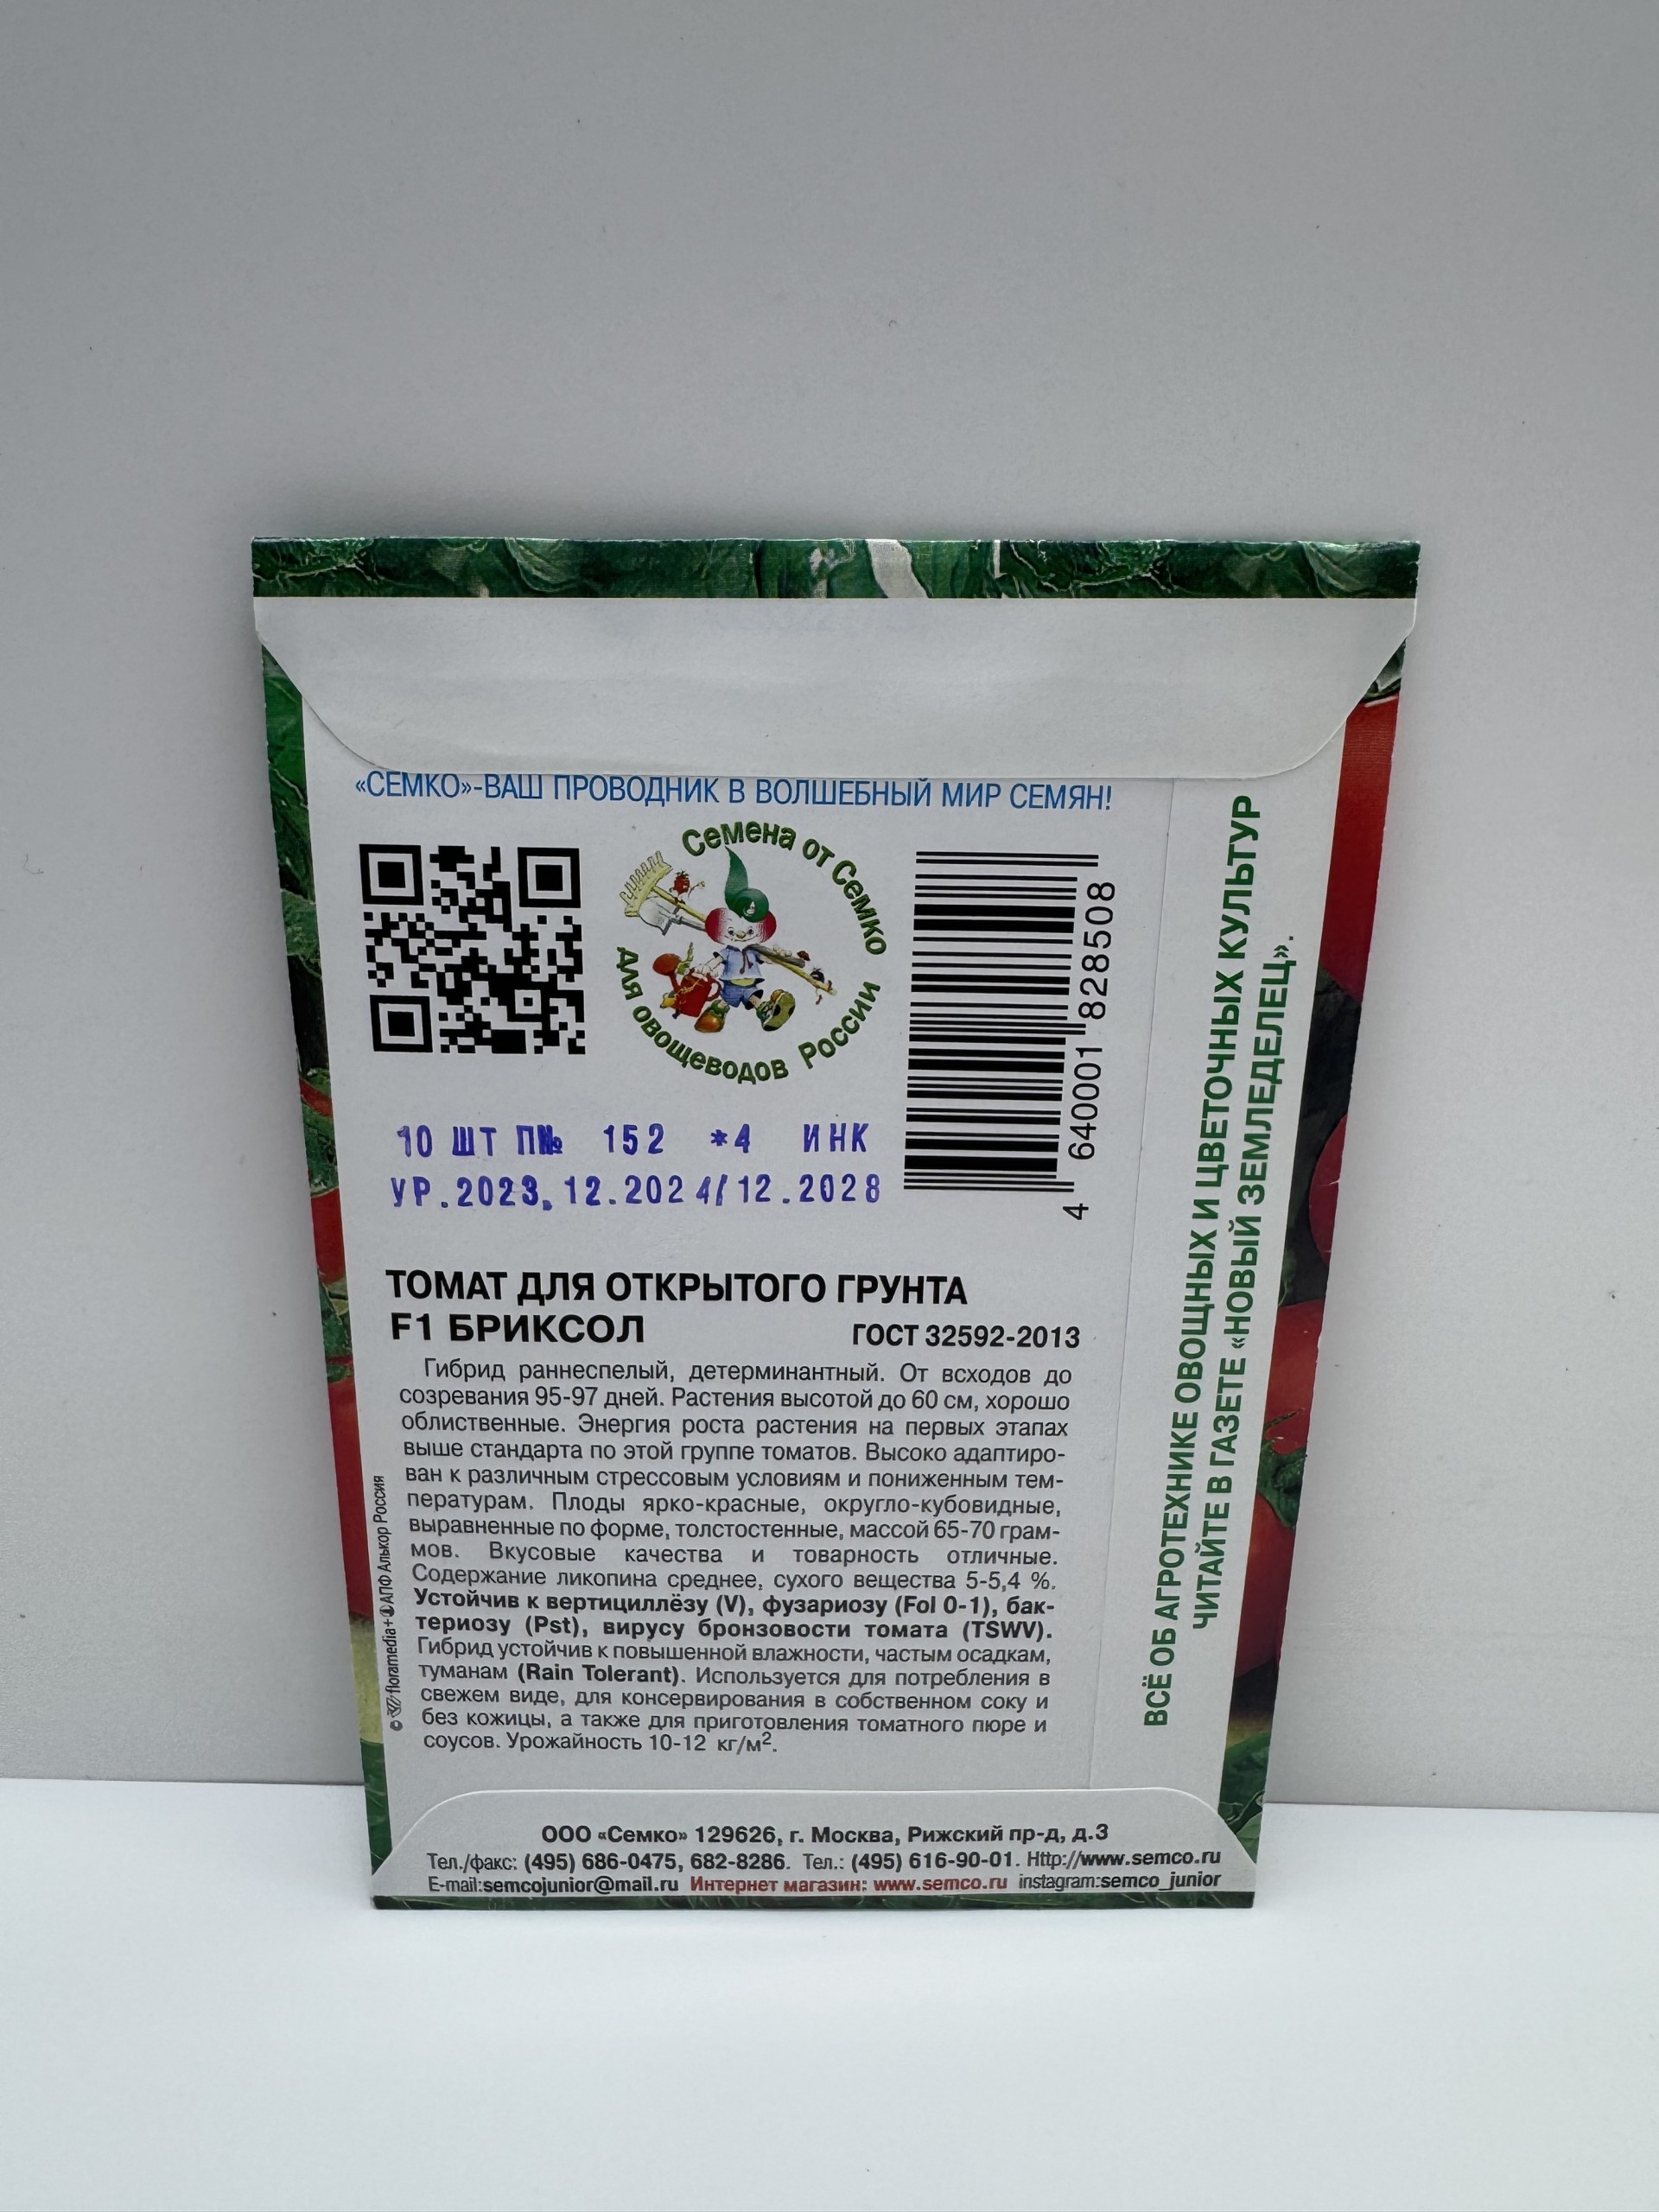 «СЕМКО»-ВАШ ПРОВОДНИК В ВОЛШЕБНЫЙ МИР СЕМЯН!
Семена от Семко
для овощеводов России
4 640001 828508
10 ШТ П№ 152 *4 ИНК
УР.2023, 12.2024/12.2028
ТОМАТ ДЛЯ ОТКРЫТОГО ГРУНТА
F1 БРИКСОЛ ГОСТ 32592-2013
Гибрид раннеспелый, детерминантный. От всходов до
созревания 95-97 дней. Растения высотой до 60 см, хорошо
облиственные. Энергия роста растения на первых этапах
выше стандарта по этой группе томатов. Высоко адаптиро-
ван к различным стрессовым условиям и пониженным тем-
пературам. Плоды ярко-красные, округло-кубовидные,
выравненные по форме, толстостенные, массой 65-70 грам-
мов. Вкусовые качества и товарность отличные.
Содержание ликопина среднее, сухого вещества 5-5,4 %.
Устойчив к вертициллёзу (V), фузариозу (Fol 0-1), бак-
териозу (Pst), вирусу бронзовости томата (TSWV).
Гибрид устойчив к повышенной влажности, частым осадкам,
туманам (Rain Tolerant). Используется для потребления в
свежем виде, для консервирования в собственном соку и
без кожицы, а также для приготовления томатного пюре и
соусов. Урожайность 10-12 кг/м².
© floramedia+ АПФ Алькор Россия
ВСЁ ОБ АГРОТЕХНИКЕ ОВОЩНЫХ И ЦВЕТОЧНЫХ КУЛЬТУР
ЧИТАЙТЕ В ГАЗЕТЕ «НОВЫЙ ЗЕМЛЕДЕЛЕЦ».
ООО «Семко» 129626, г. Москва, Рижский пр-д, д.3
Тел./факс: (495) 686-0475, 682-8286. Тел.: (495) 616-90-01. Http://www.semco.ru
E-mail:semcojunior@mail.ru Интернет магазин: www.semco.ru instagram:semco_junior